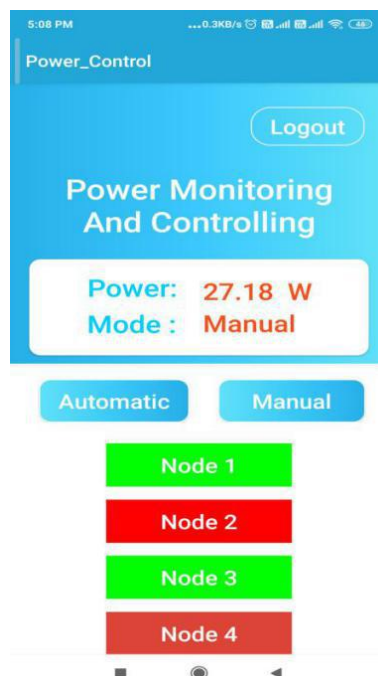 5:08 PM
...0.3KB/s
46
Power_Control
Logout
Power Monitoring
And Controlling
Power: 27.18 W
Mode : Manual
Automatic Manual
Node 1
Node 2
Node 3
Node 4